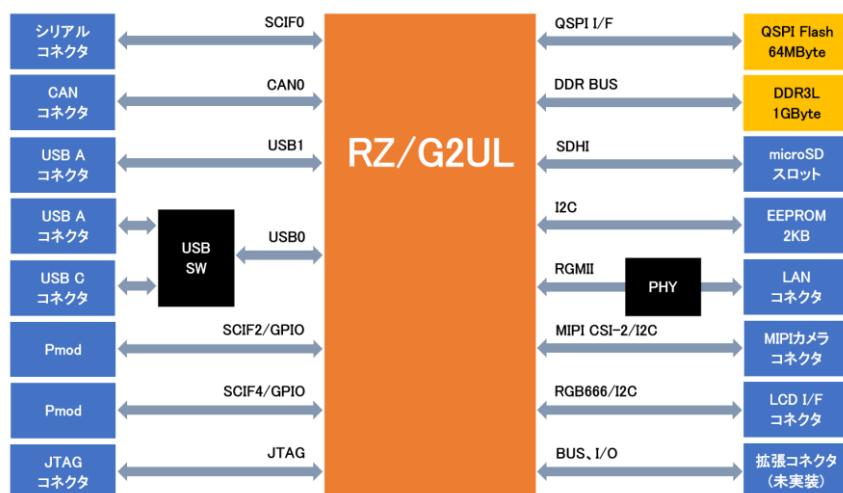 シリアル
コネクタ
SCIF0
CAN
コネクタ
CAN0
USB A
コネクタ
USB1
USB A
コネクタ
USB C
コネクタ
USB
SW
USB0
Pmod
SCIF2/GPIO
Pmod
SCIF4/GPIO
JTAG
コネクタ
JTAG
RZ/G2UL
QSPI I/F
QSPI Flash
64MByte
DDR BUS
DDR3L
1GByte
SDHI
microSD
スロット
I2C
EEPROM
2KB
RGMII
PHY
LAN
コネクタ
MIPI CSI-2/I2C
MIPIカメラ
コネクタ
RGB666/I2C
LCD I/F
コネクタ
BUS、I/O
拡張コネクタ
(未実装)